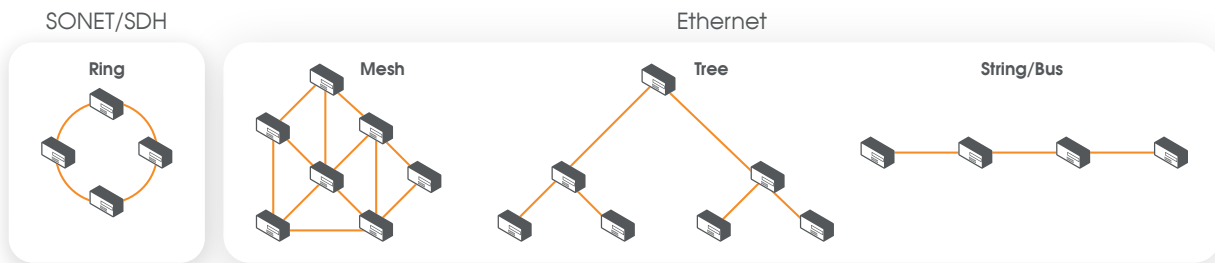 SONET/SDH
Ethernet
Ring
Mesh
Tree
String/Bus